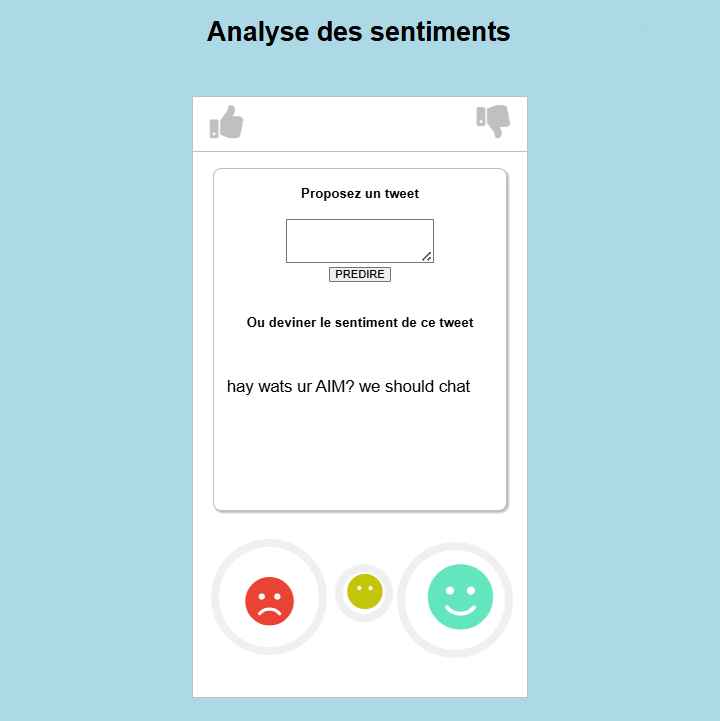 Analyse des sentiments
Proposez un tweet
PREDIRE
Ou deviner le sentiment de ce tweet
hay wats ur AIM? we should chat